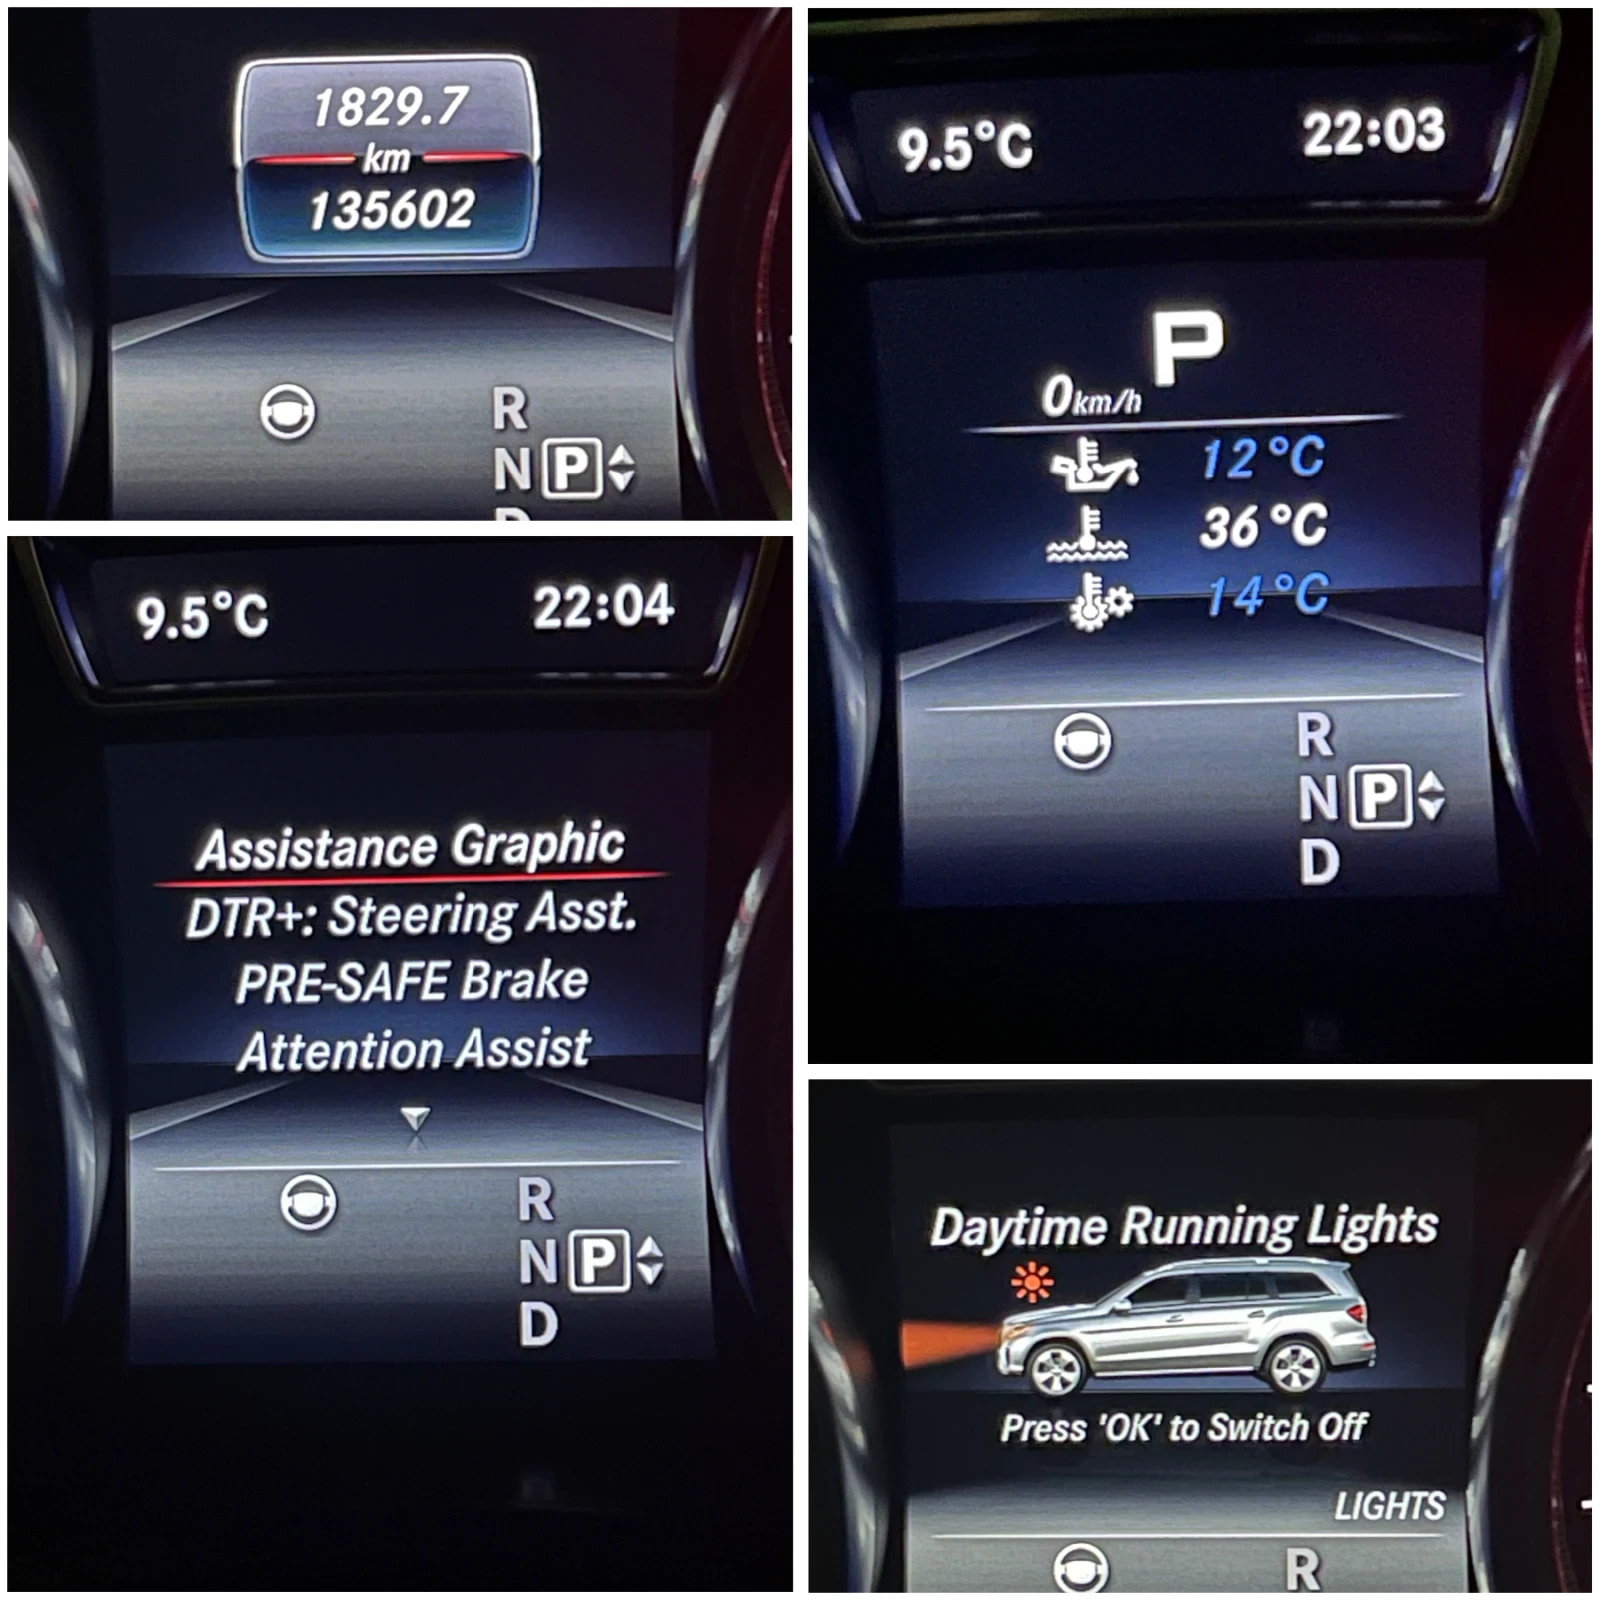 1829.7
km
135602
R
N P
9.5°C 22:03
P
0km/h
12°C
36°C
14°C
R
N P
D
9.5°C 22:04
Assistance Graphic
DTR+: Steering Asst.
PRE-SAFE Brake
Attention Assist
R
N P
D
Daytime Running Lights
Press 'OK' to Switch Off
LIGHTS
R